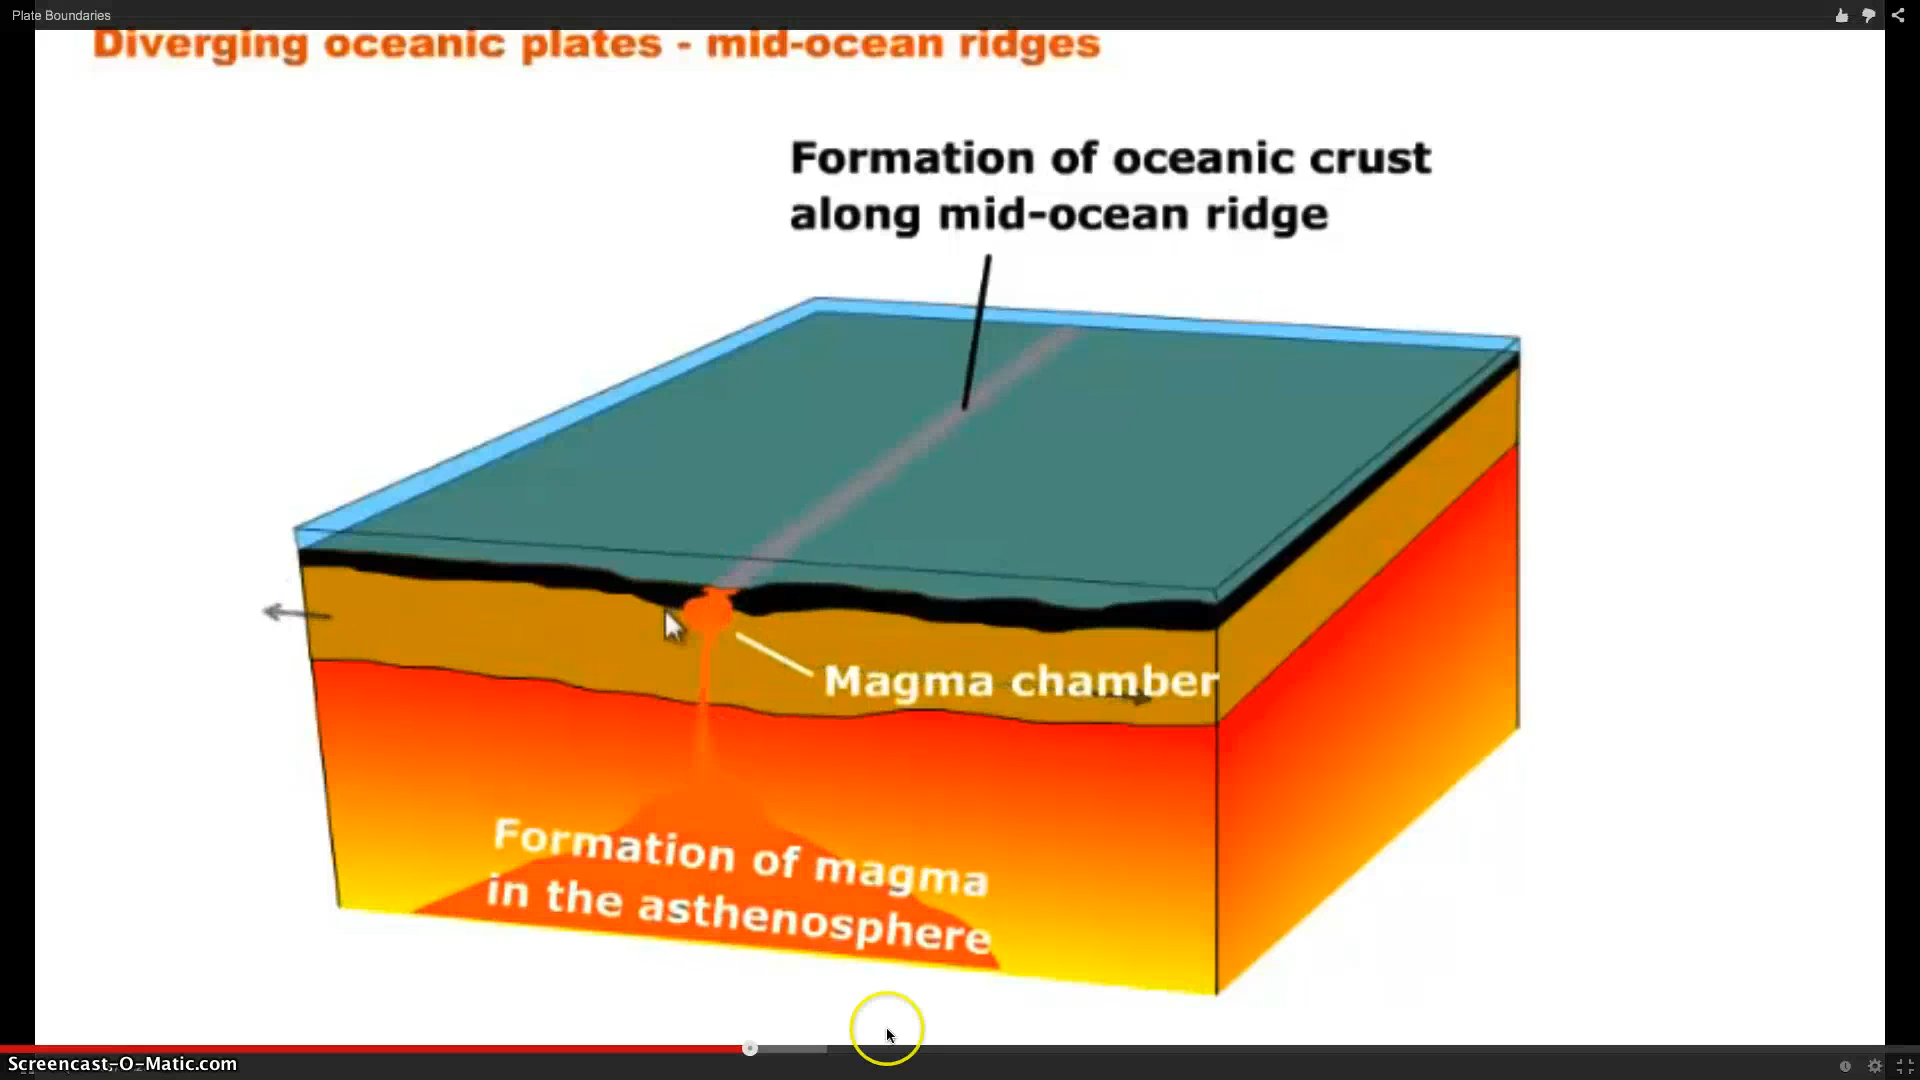 Plate Boundaries
Diverging oceanic plates - mid-ocean ridges
Formation of oceanic crust
along mid-ocean ridge
Magma chamber
Formation of magma
in the asthenosphere
Screencast-O-Matic.com